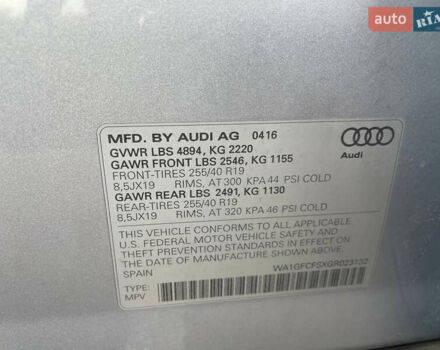 auto RIA.com
MFD. BY AUDI AG 0416
GVWR LBS 4894, KG 2220
GAWR FRONT LBS 2546, KG 1155
FRONT-TIRES 255/40 R19
8,5JX19 RIMS, AT 300 KPA 44 PSI COLD
GAWR REAR LBS 2491, KG 1130
REAR-TIRES 255/40 R19
8,5JX19 RIMS, AT 320 KPA 46 PSI COLD
Audi
THIS VEHICLE CONFORMS TO ALL APPLICABLE
U.S. FEDERAL MOTOR VEHICLE SAFETY AND
THEFT PREVENTION STANDARDS IN EFFECT ON
THE DATE OF MANUFACTURE SHOWN ABOVE.
SPAIN
WA1GFCFSXGR023132
TYPE:
MPV